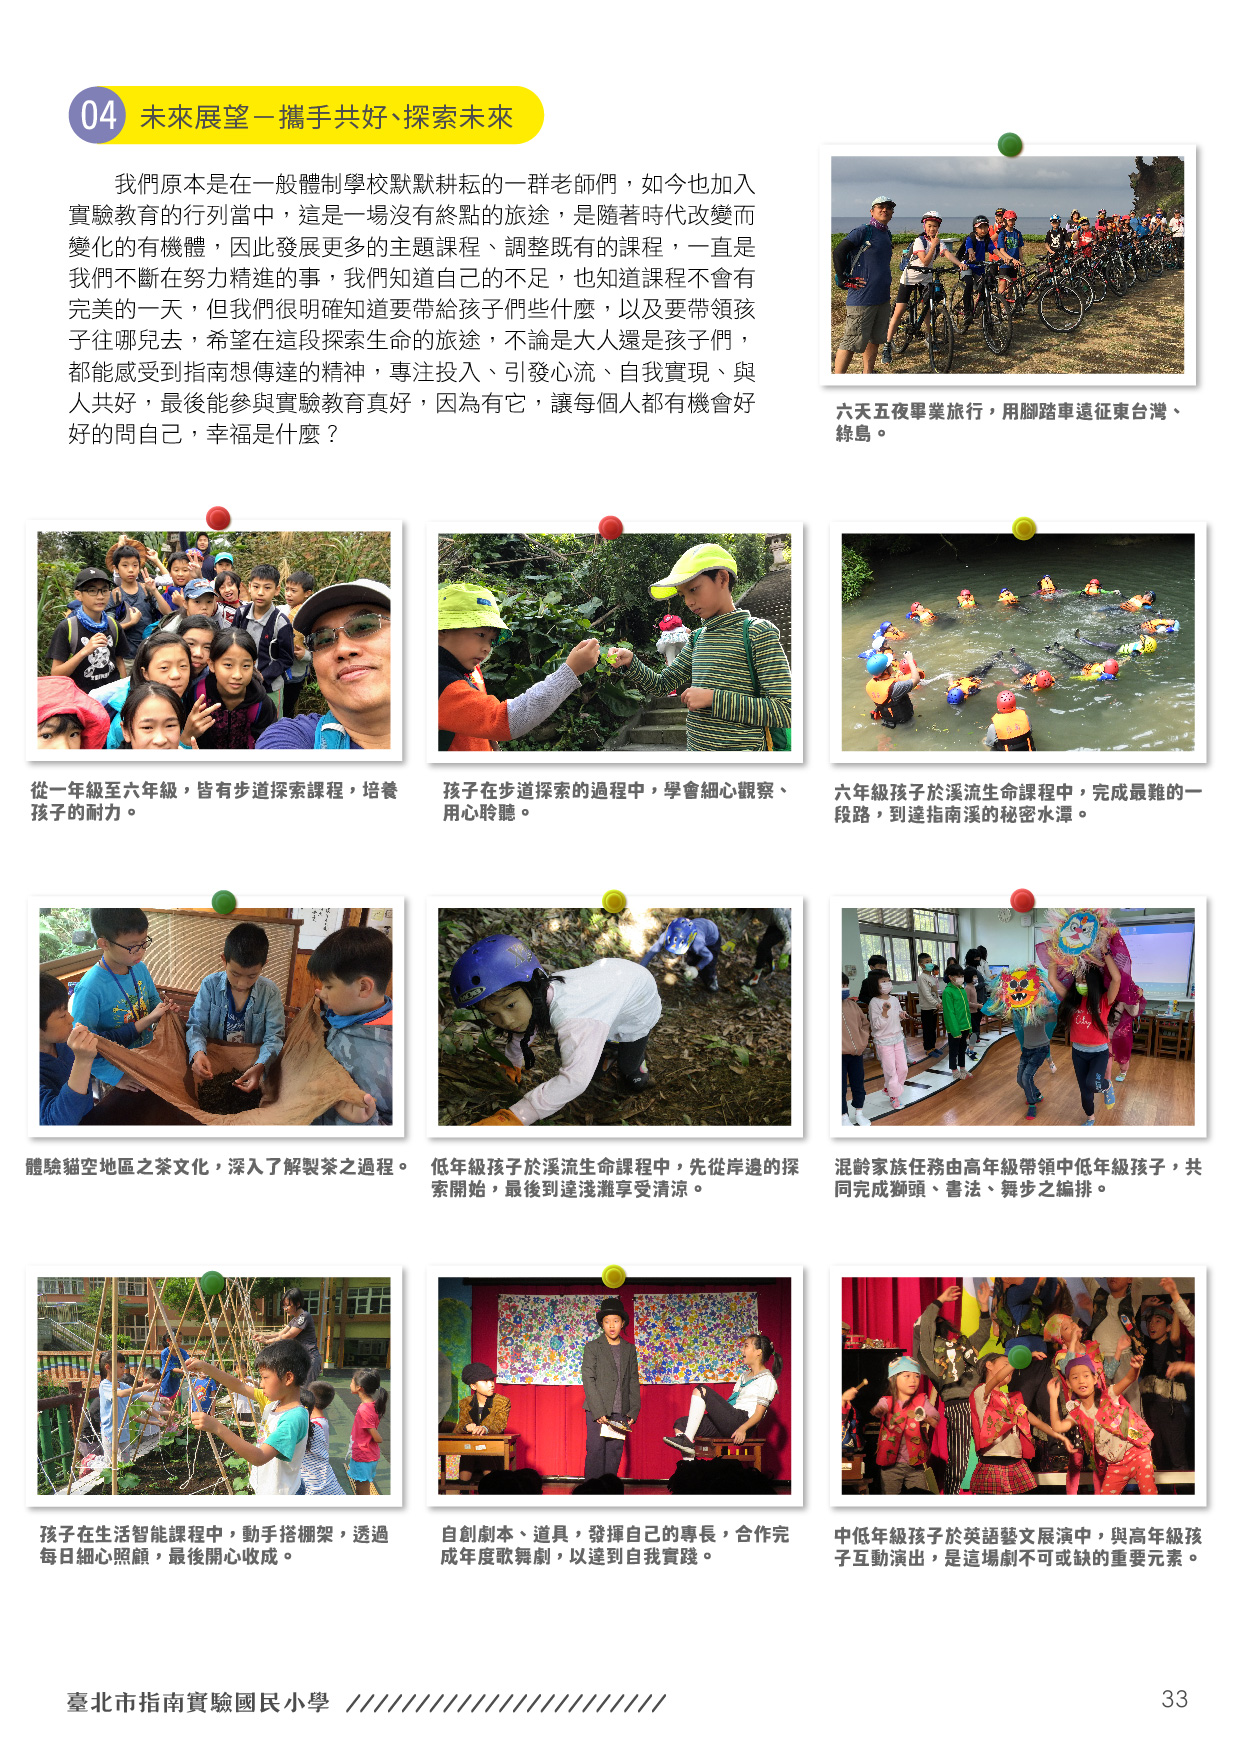 04 未來展望－攜手共好、探索未來
我們原本是在一般體制學校默默耕耘的一群老師們，如今也加入
實驗教育的行列當中，這是一場沒有終點的旅途，是隨著時代改變而
變化的有機體，因此發展更多的主題課程、調整既有的課程，一直是
我們不斷在努力精進的事，我們知道自己的不足，也知道課程不會有
完美的一天，但我們很明確知道要帶給孩子們些什麼，以及要帶領孩
子往哪兒去，希望在這段探索生命的旅途，不論是大人還是孩子們，
都能感受到指南想傳達的精神，專注投入、引發心流、自我實現、與
人共好，最後能參與實驗教育真好，因為有它，讓每個人都有機會好
好的問自己，幸福是什麼？
六天五夜畢業旅行，用腳踏車遠征東台灣、
綠島。
從一年級至六年級，皆有步道探索課程，培養
孩子的耐力。
孩子在步道探索的過程中，學會細心觀察、
用心聆聽。
六年級孩子於溪流生命課程中，完成最難的一
段路，到達指南溪的秘密水潭。
體驗貓空地區之茶文化，深入了解製茶之過程。
低年級孩子於溪流生命課程中，先從岸邊的探
索開始，最後到達淺灘享受清涼。
混齡家族任務由高年級帶領中低年級孩子，共
同完成獅頭、書法、舞步之編排。
孩子在生活智能課程中，動手搭棚架，透過
每日細心照顧，最後開心收成。
自創劇本、道具，發揮自己的專長，合作完
成年度歌舞劇，以達到自我實踐。
中低年級孩子於英語藝文展演中，與高年級孩
子互動演出，是這場劇不可或缺的重要元素。
臺北市指南實驗國民小學
33